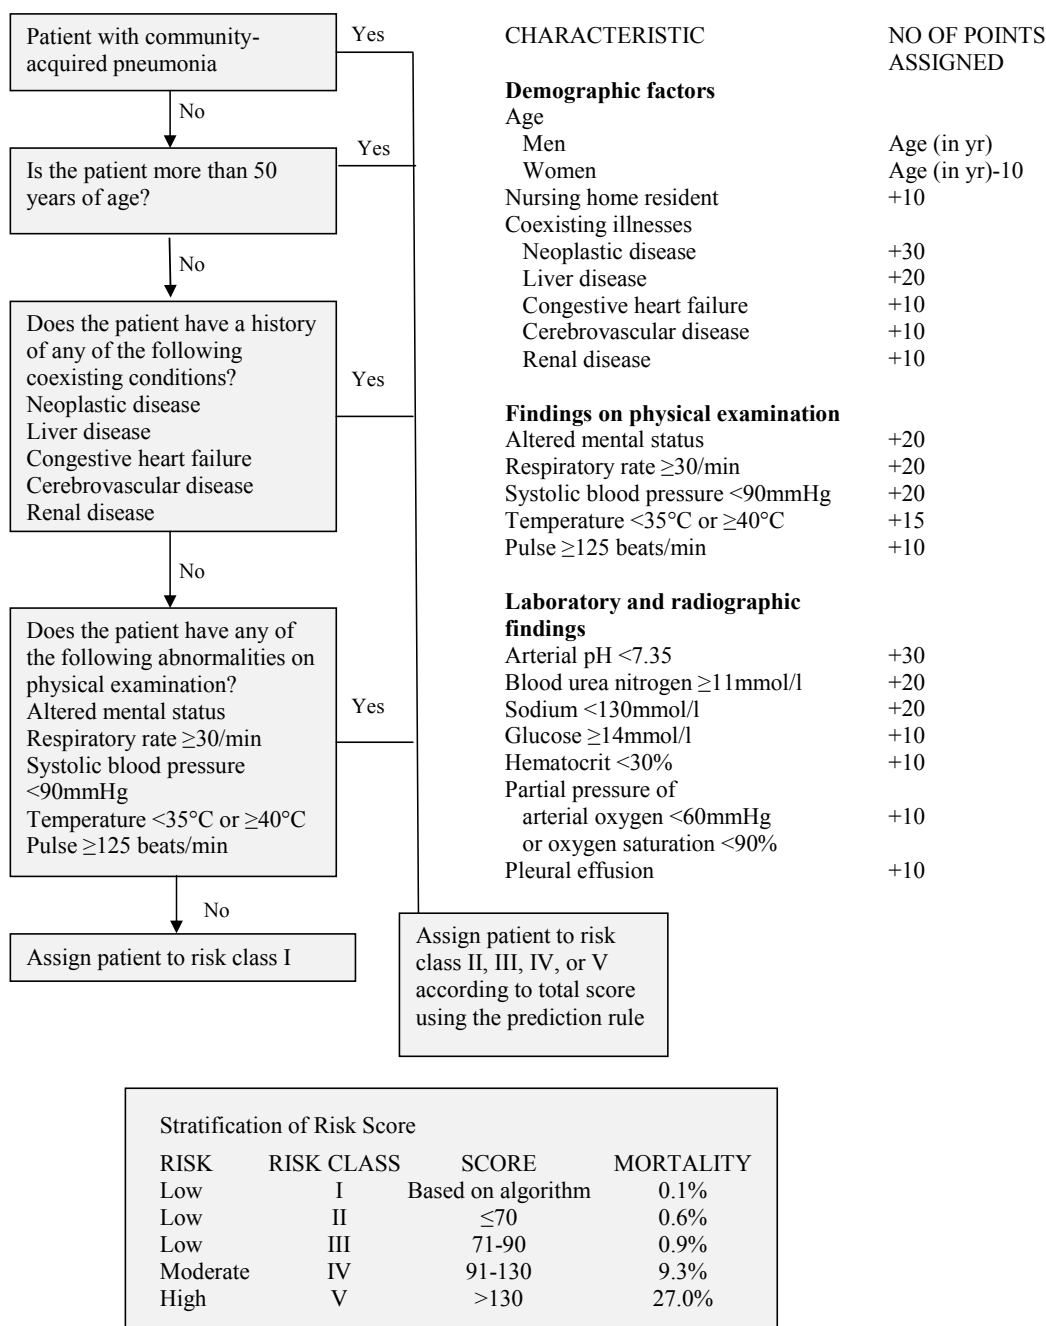 Patient with community-
acquired pneumonia
Yes
No
Is the patient more than 50
years of age?
Yes
No
Does the patient have a history
of any of the following
coexisting conditions?
Neoplastic disease
Liver disease
Congestive heart failure
Cerebrovascular disease
Renal disease
Yes
No
Does the patient have any of
the following abnormalities on
physical examination?
Altered mental status
Respiratory rate ≥30/min
Systolic blood pressure
<90mmHg
Temperature <35°C or ≥40°C
Pulse ≥125 beats/min
Yes
No
Assign patient to risk class I
Assign patient to risk
class II, III, IV, or V
according to total score
using the prediction rule
CHARACTERISTIC NO OF POINTS
ASSIGNED
Demographic factors
Age
Men Age (in yr)
Women Age (in yr)-10
Nursing home resident +10
Coexisting illnesses
Neoplastic disease +30
Liver disease +20
Congestive heart failure +10
Cerebrovascular disease +10
Renal disease +10
Findings on physical examination
Altered mental status +20
Respiratory rate ≥30/min +20
Systolic blood pressure <90mmHg +20
Temperature <35°C or ≥40°C +15
Pulse ≥125 beats/min +10
Laboratory and radiographic
findings
Arterial pH <7.35 +30
Blood urea nitrogen ≥11mmol/l +20
Sodium <130mmol/l +20
Glucose ≥14mmol/l +10
Hematocrit <30% +10
Partial pressure of
arterial oxygen <60mmHg +10
or oxygen saturation <90%
Pleural effusion +10
Stratification of Risk Score
RISK RISK CLASS SCORE MORTALITY
Low I Based on algorithm 0.1%
Low II ≤70 0.6%
Low III 71-90 0.9%
Moderate IV 91-130 9.3%
High V >130 27.0%